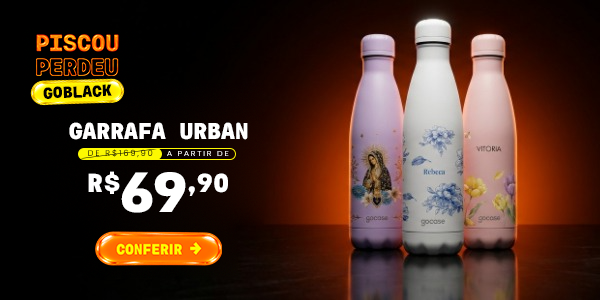 PISCOU
PERDEU
GOBLACK
GARRAFA URBAN
DE R$169,90 A PARTIR DE
R$69,90
CONFERIR →
Rebeca
VITORIA
gocase
gocase
gocase